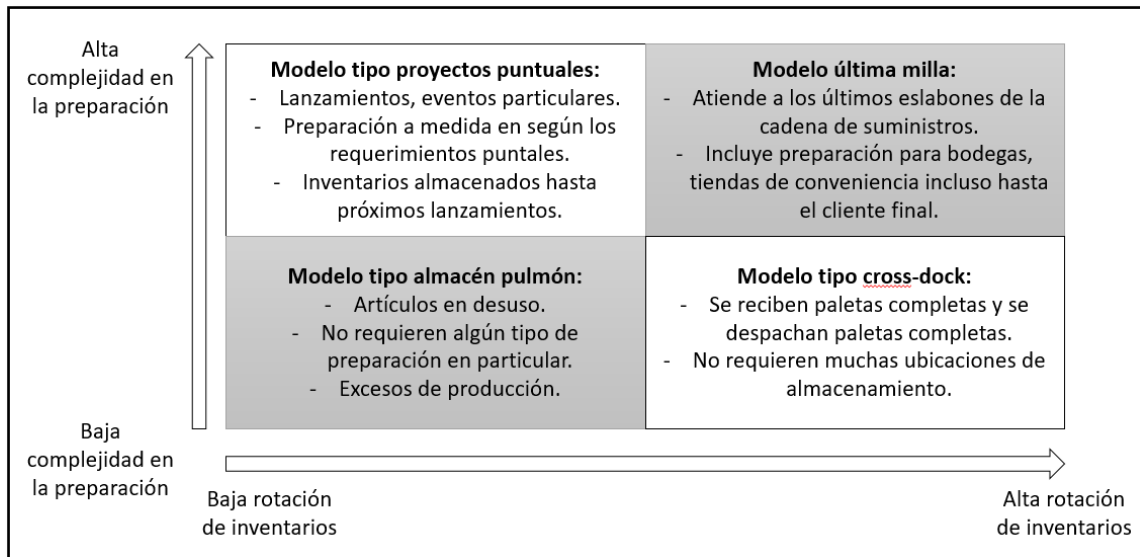 Alta
complejidad en
la preparación
Modelo tipo proyectos puntuales:
- Lanzamientos, eventos particulares.
- Preparación a medida en según los
requerimientos puntales.
- Inventarios almacenados hasta
próximos lanzamientos.
Modelo última milla:
- Atiende a los últimos eslabones de la
cadena de suministros.
- Incluye preparación para bodegas,
tiendas de conveniencia incluso hasta
el cliente final.
Modelo tipo almacén pulmón:
- Artículos en desuso.
- No requieren algún tipo de
preparación en particular.
- Excesos de producción.
Modelo tipo cross-dock:
- Se reciben paletas completas y se
despachan paletas completas.
- No requieren muchas ubicaciones de
almacenamiento.
Baja
complejidad en
la preparación
Baja rotación
de inventarios
Alta rotación
de inventarios